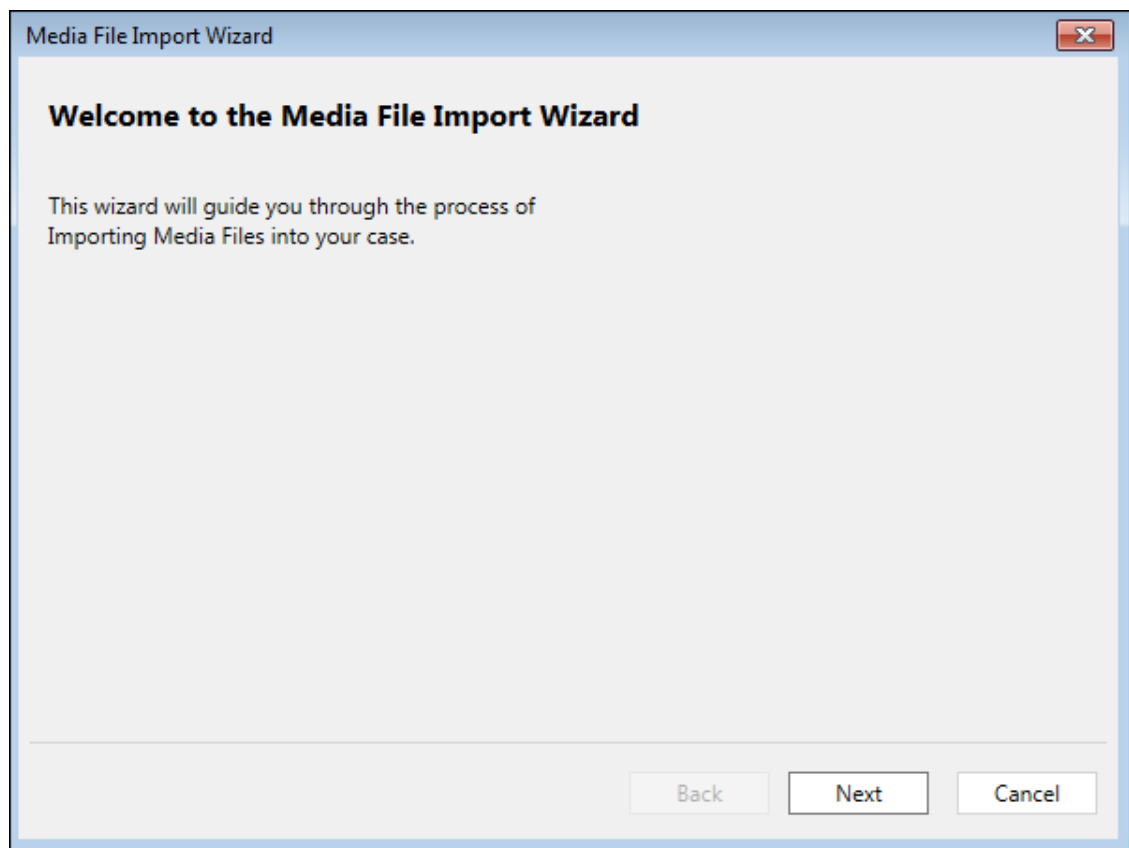 Media File Import Wizard
Welcome to the Media File Import Wizard
This wizard will guide you through the process of
Importing Media Files into your case.
Back
Next
Cancel